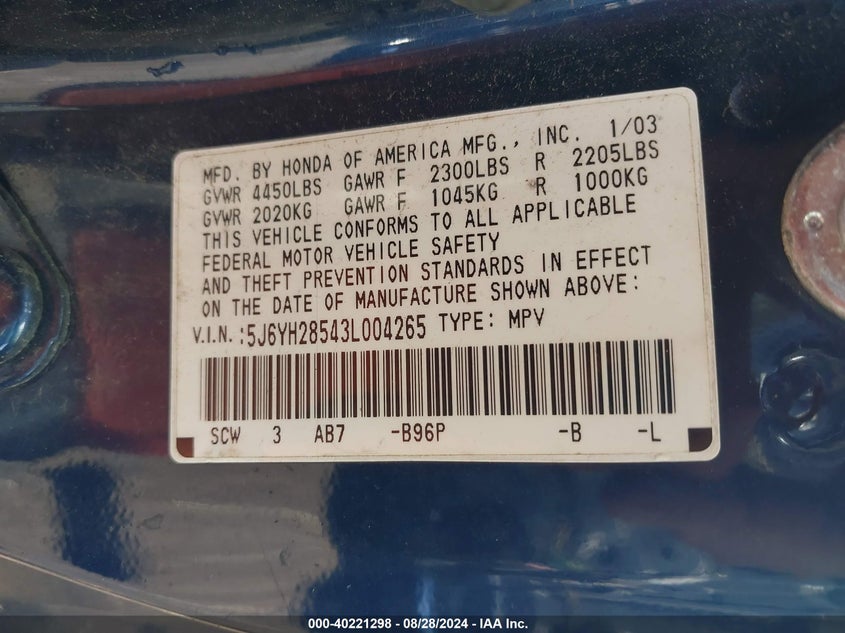 MFD. BY HONDA OF AMERICA MFG., INC. 1/03
GVWR 4450LBS GAWR F 2300LBS R 2205LBS
GVWR 2020KG GAWR F 1045KG R 1000KG
THIS VEHICLE CONFORMS TO ALL APPLICABLE
FEDERAL MOTOR VEHICLE SAFETY
AND THEFT PREVENTION STANDARDS IN EFFECT
ON THE DATE OF MANUFACTURE SHOWN ABOVE:
V.I.N.:5J6YH28543L004265 TYPE: MPV
SCW 3 AB7 -B96P -B -L
000-40221298 - 08/28/2024 - IAA Inc.